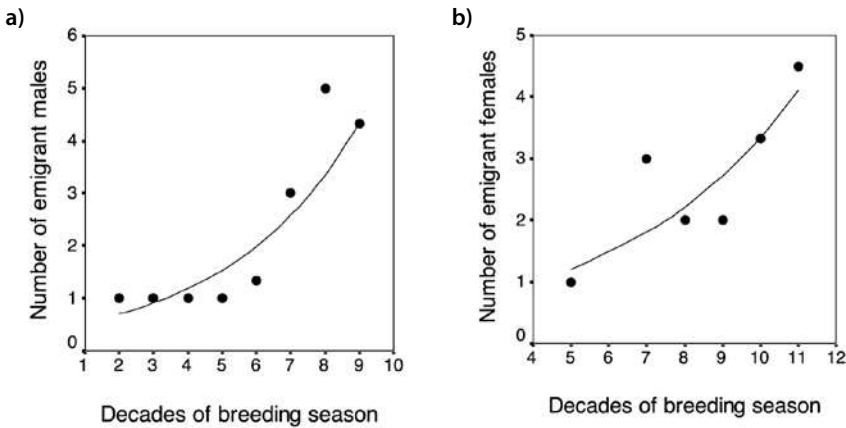 a)
Number of emigrant males
6
5
4
3
2
1
0
1 2 3 4 5 6 7 8 9 10
Decades of breeding season
b)
Number of emigrant females
5
4
3
2
1
0
4 5 6 7 8 9 10 11 12
Decades of breeding season